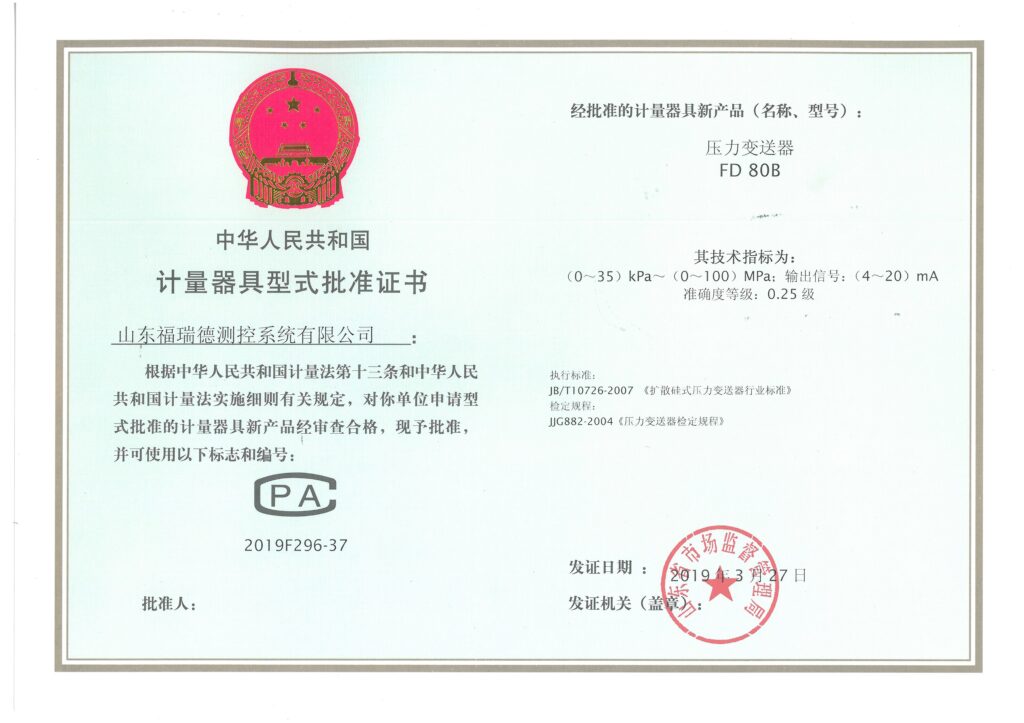 中华人民共和国
计量器具型式批准证书
山东福瑞德测控系统有限公司：
根据中华人民共和国计量法第十三条和中华人民
共和国计量法实施细则有关规定，对你单位申请型
式批准的计量器具新产品经审查合格，现予批准，
并可使用以下标志和编号：
CPA
2019F296-37
批准人：
经批准的计量器具新产品（名称、型号）：
压力变送器
FD 80B
其技术指标为：
（0～35）kPa～（0～100）MPa；输出信号：（4～20）mA
准确度等级：0.25 级
执行标准：
JB/T10726-2007 《扩散硅式压力变送器行业标准》
检定规程：
JJG882-2004《压力变送器检定规程》
发证日期 ：
2019 年 3 月 27 日
发证机关（盖章）：
山东省市场监督管理局